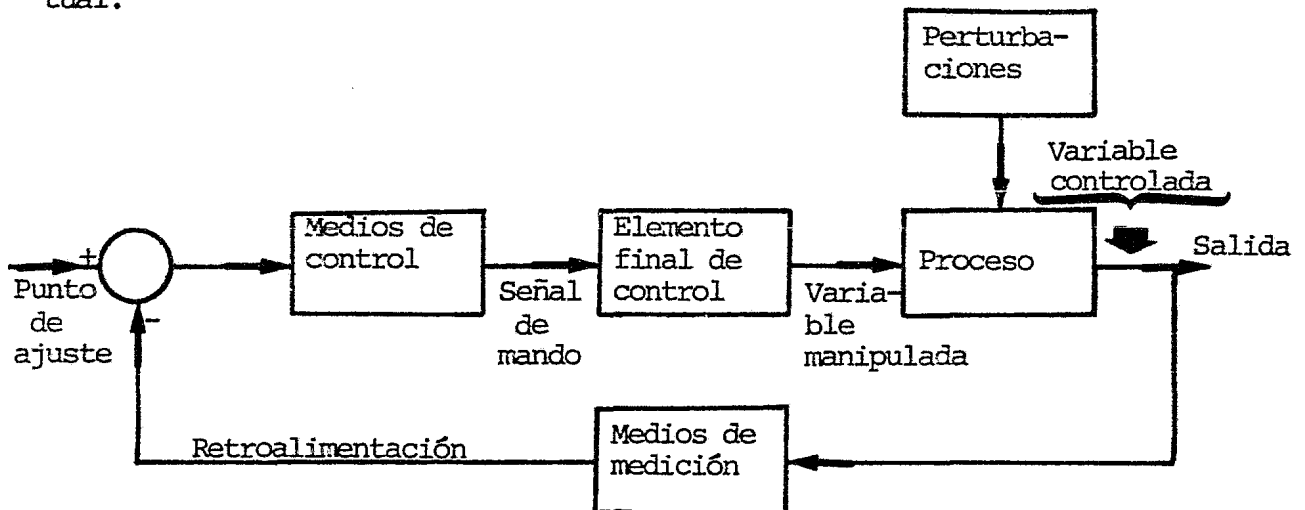 tual.
Perturba-
ciones
Variable
controlada
Medios de
control
Elemento
final de
control
Proceso
Salida
+
Punto
de
ajuste
-
Señal
de
mando
Varia-
ble
manipulada
Retroalimentación
Medios de
medición